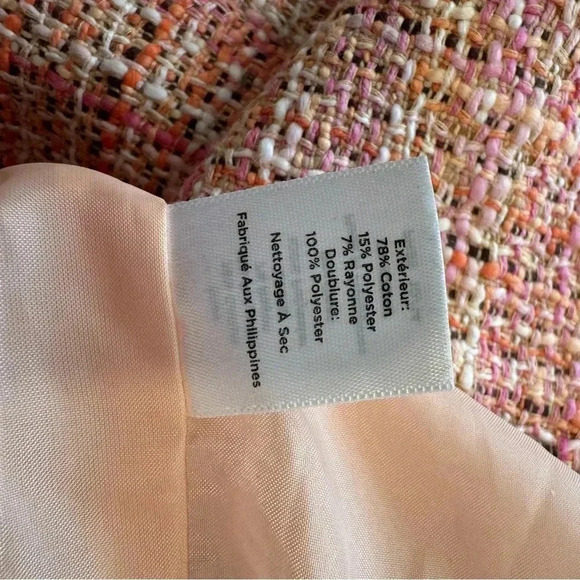 Extérieur:
78% Coton
15% Polyester
7% Rayonne
Doublure:
100% Polyester
Nettoyage À Sec
Fabriqué Aux Philippines